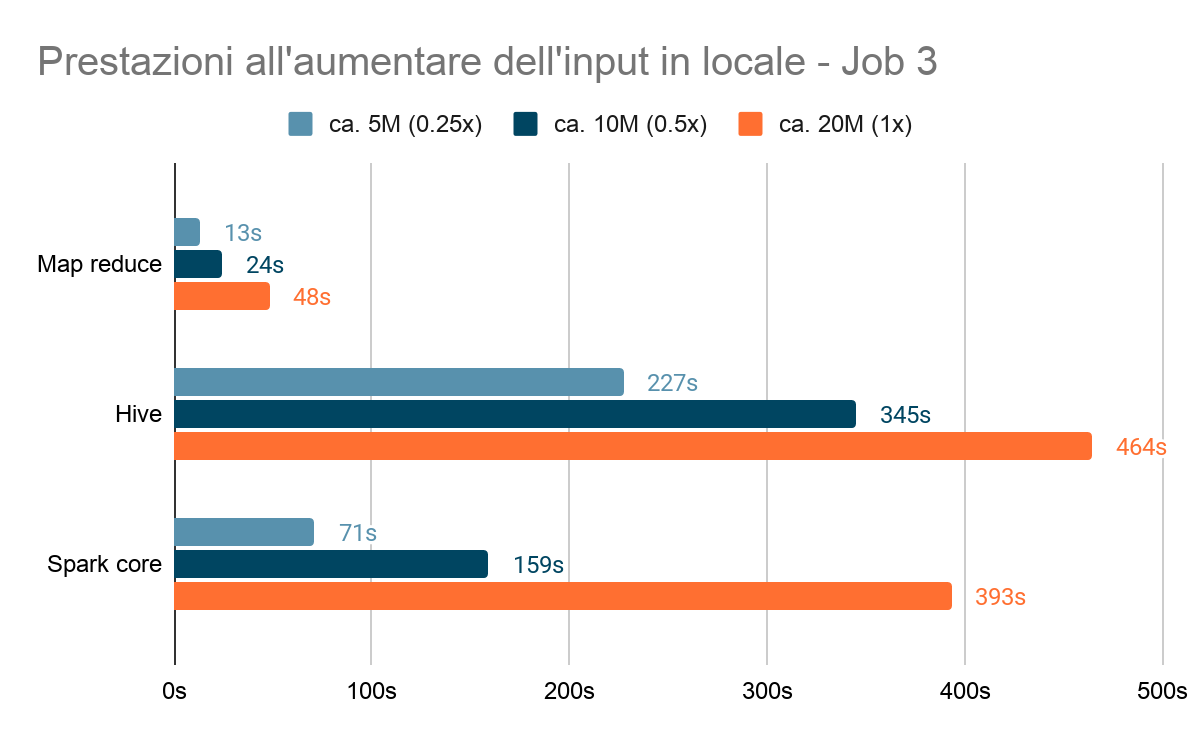 Prestazioni all'aumentare dell'input in locale - Job 3
ca. 5M (0.25x) ca. 10M (0.5x) ca. 20M (1x)
13s
Map reduce 24s
48s
227s
Hive 345s
464s
71s
Spark core 159s
393s
0s 100s 200s 300s 400s 500s